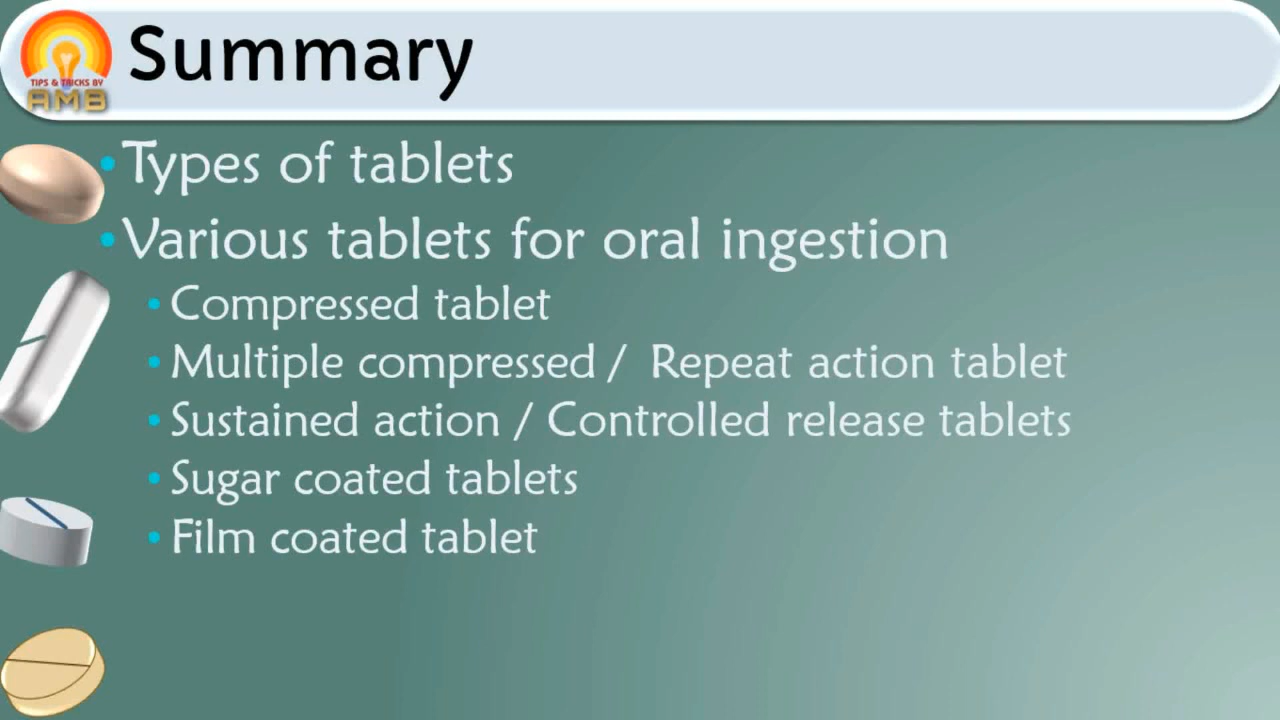 Summary
TIPS & TRICKS BY
AMB
• Types of tablets
• Various tablets for oral ingestion
• Compressed tablet
• Multiple compressed / Repeat action tablet
• Sustained action / Controlled release tablets
• Sugar coated tablets
• Film coated tablet